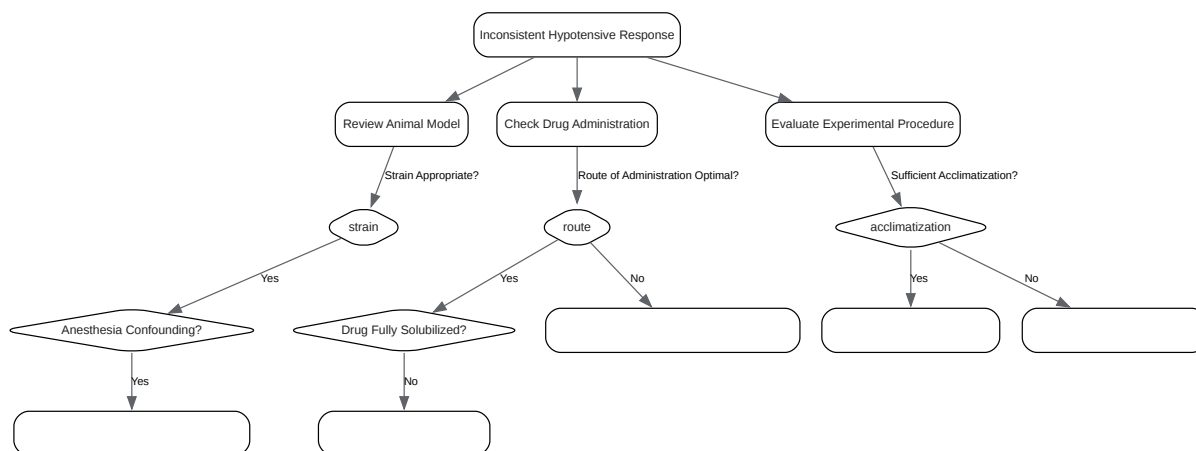 Inconsistent Hypotensive Response
Review Animal Model
Check Drug Administration
Evaluate Experimental Procedure
Strain Appropriate?
Route of Administration Optimal?
Sufficient Acclimatization?
strain
route
acclimatization
Yes
Yes
No
Yes
No
Anesthesia Confounding?
Drug Fully Solubilized?
Yes
No